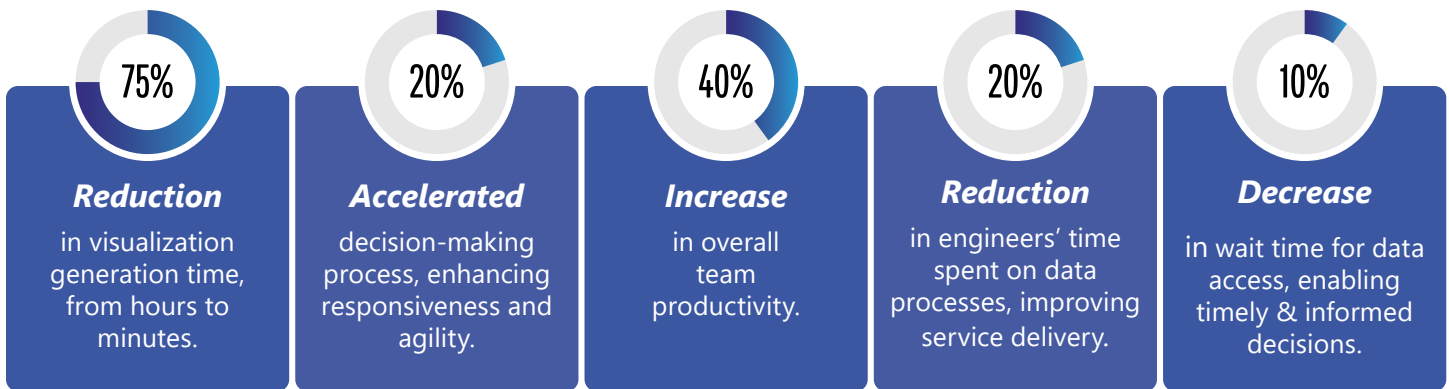 75%
Reduction
in visualization
generation time,
from hours to
minutes.
20%
Accelerated
decision-making
process, enhancing
responsiveness and
agility.
40%
Increase
in overall
team
productivity.
20%
Reduction
in engineers’ time
spent on data
processes, improving
service delivery.
10%
Decrease
in wait time for data
access, enabling
timely & informed
decisions.